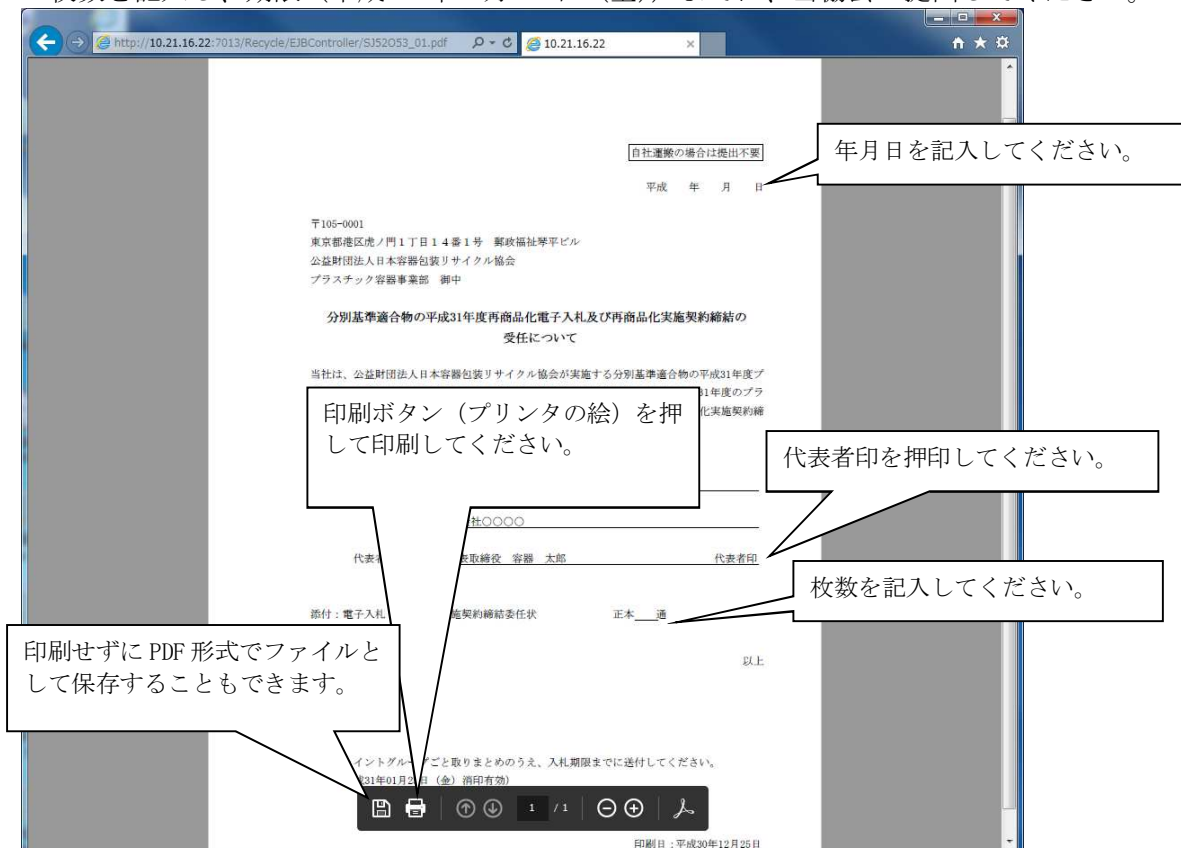 http://10.21.16.22:7013/Recycle/EJBController/SJ52O53_01.pdf
10.21.16.22
自社運搬の場合は提出不要
年月日を記入してください。
平成 年 月 日
〒105-0001
東京都港区虎ノ門1丁目14番1号 郵政福祉琴平ビル
公益財団法人日本容器包装リサイクル協会
プラスチック容器事業部 御中
分別基準適合物の平成31年度再商品化電子入札及び再商品化実施契約締結の
受任について
当社は、公益財団法人日本容器包装リサイクル協会が実施する分別基準適合物の平成31年度プ
31年度のプラ
化実施契約締
印刷ボタン（プリンタの絵）を押
して印刷してください。
代表者印を押印してください。
社○○○○
代表
表取締役 容器 太郎
代表者印
枚数を記入してください。
添付：電子入札
施契約締結委任状
正本 通
印刷せずに PDF 形式でファイルと
して保存することもできます。
以上
イントグループごと取りまとめのうえ、入札期限までに送付してください。
31年01月2
日（金）消印有効）
1 / 1
印刷日：平成30年12月25日